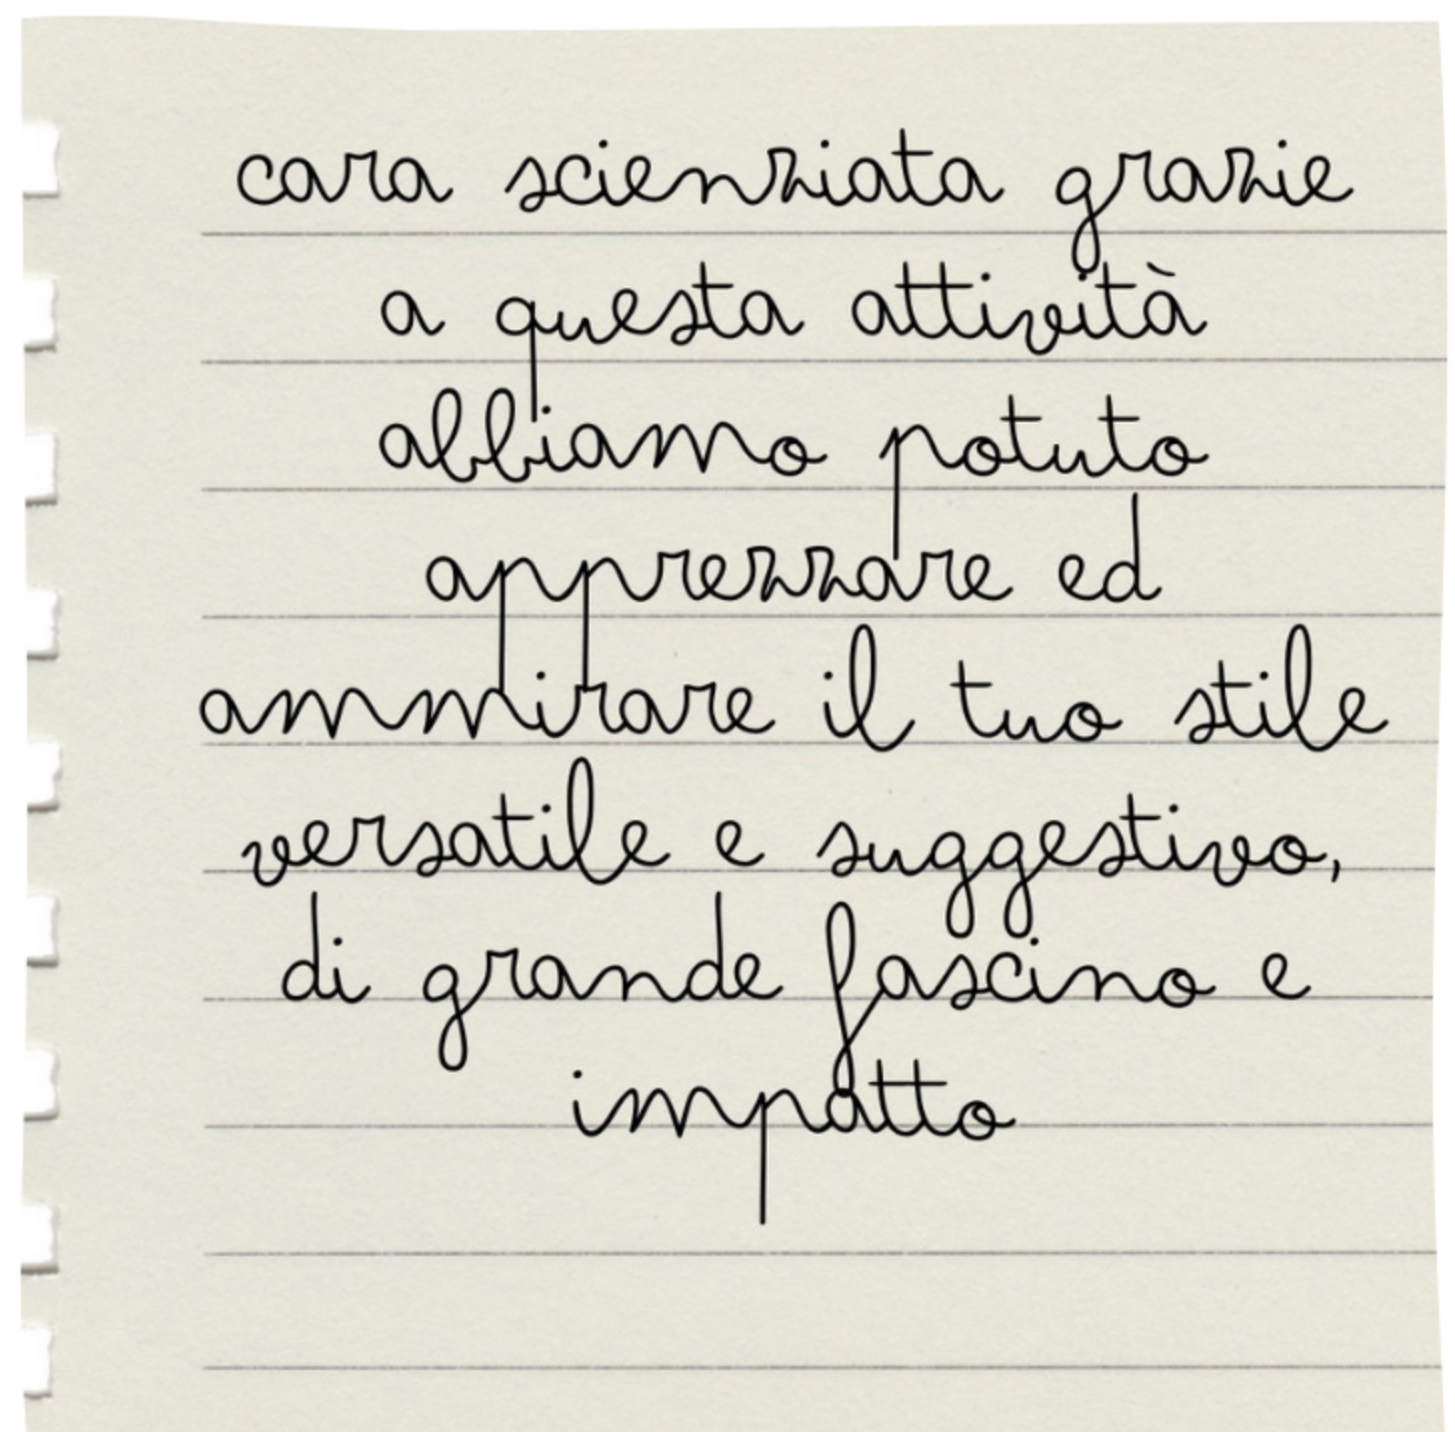 cara scienziata grazie
a questa attività
abbiamo potuto
apprezzare ed
ammirare il tuo stile
versatile e suggestivo,
di grande fascino e
impatto